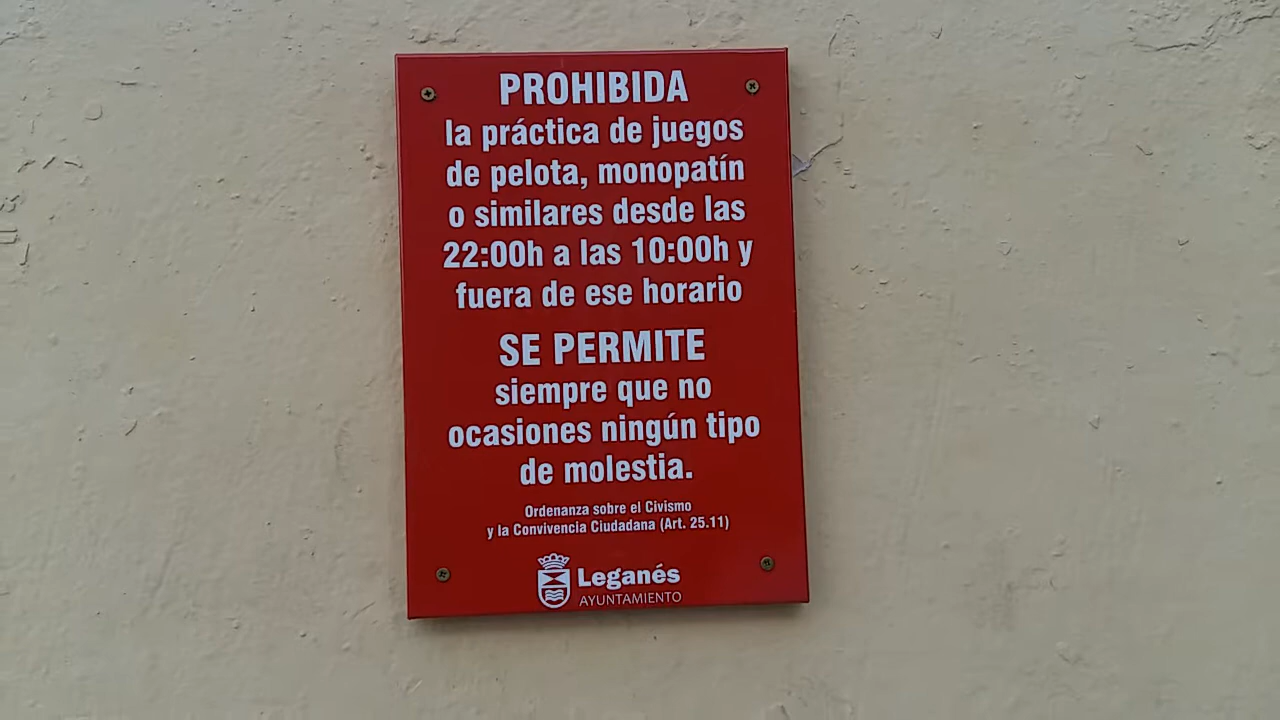 PROHIBIDA
la práctica de juegos
de pelota, monopatín
o similares desde las
22:00h a las 10:00h y
fuera de ese horario
SE PERMITE
siempre que no
ocasiones ningún tipo
de molestia.
Ordenanza sobre el Civismo
y la Convivencia Ciudadana (Art. 25.11)
Leganés
AYUNTAMIENTO